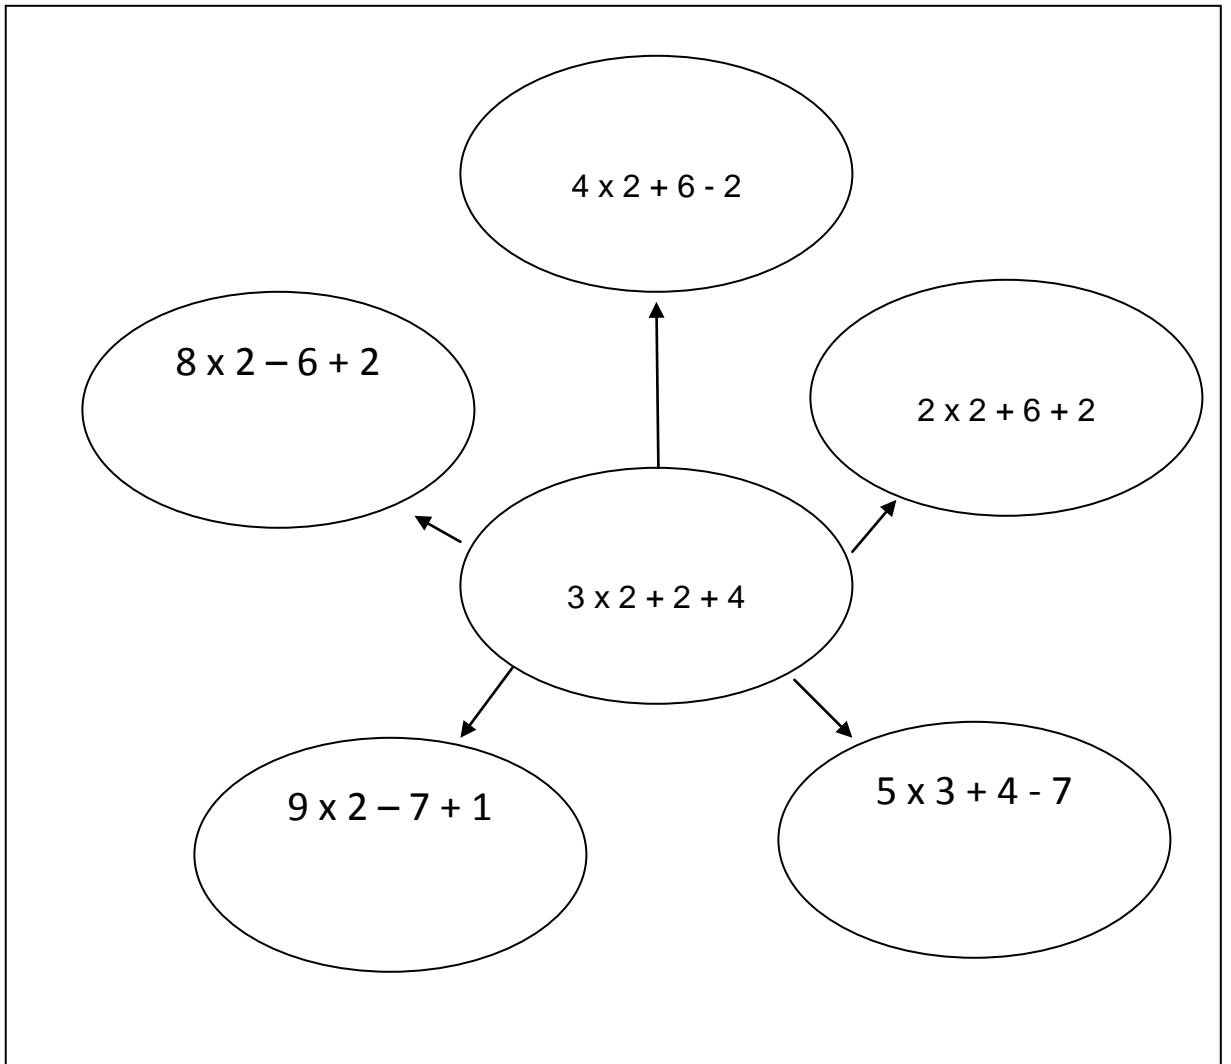 4 x 2 + 6 - 2
8 x 2 – 6 + 2
2 x 2 + 6 + 2
3 x 2 + 2 + 4
9 x 2 – 7 + 1
5 x 3 + 4 - 7